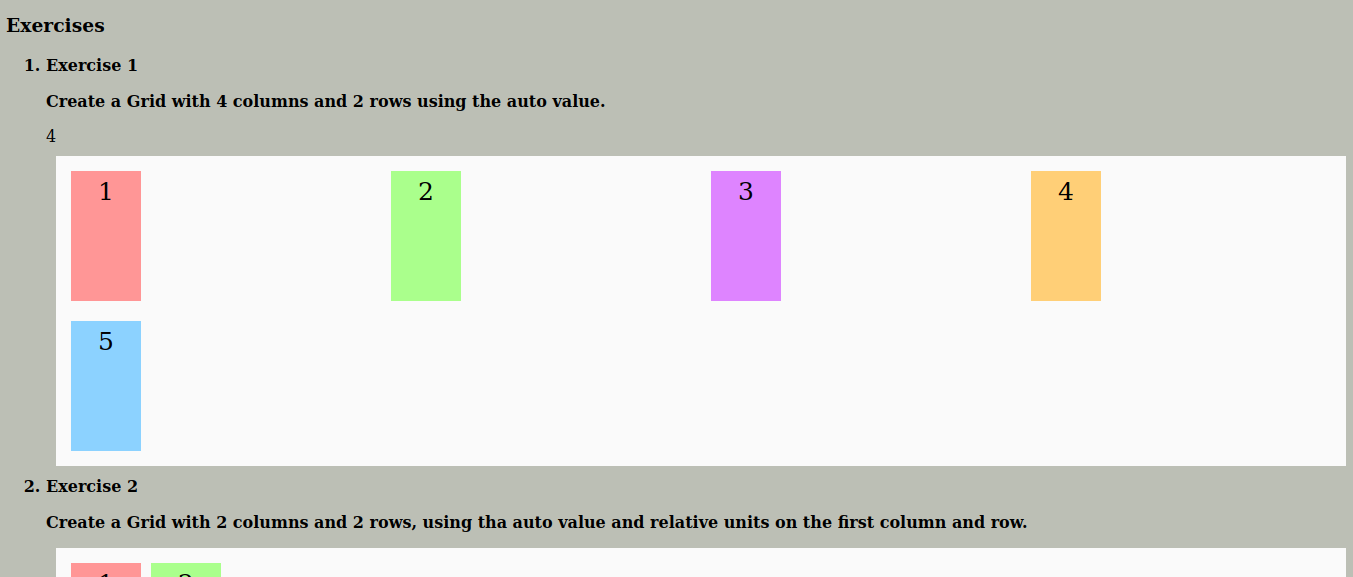 Exercises
1. Exercise 1
Create a Grid with 4 columns and 2 rows using the auto value.
4
1 2 3 4
5
2. Exercise 2
Create a Grid with 2 columns and 2 rows, using tha auto value and relative units on the first column and row.
1 2